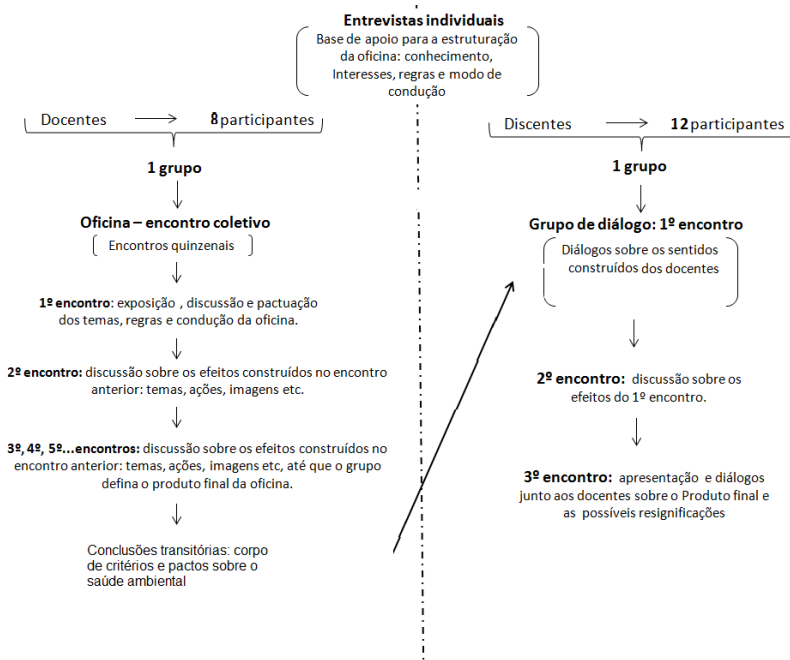 Entrevistas individuais
Base de apoio para a estruturação
da oficina: conhecimento,
Interesses, regras e modo de
condução
Docentes → 8 participantes
1 grupo
Oficina – encontro coletivo
Encontros quinzenais
1º encontro: exposição , discussão e pactuação
dos temas, regras e condução da oficina.
2º encontro: discussão sobre os efeitos construídos no encontro
anterior: temas, ações, imagens etc.
3º, 4º, 5º...encontros: discussão sobre os efeitos construídos no
encontro anterior: temas, ações, imagens etc, até que o grupo
defina o produto final da oficina.
Conclusões transitórias: corpo
de critérios e pactos sobre o
saúde ambiental
Discentes → 12 participantes
1 grupo
Grupo de diálogo: 1º encontro
Diálogos sobre os sentidos
construídos dos docentes
2º encontro: discussão sobre os
efeitos do 1º encontro.
3º encontro: apresentação e diálogos
junto aos docentes sobre o Produto final e
as possíveis resignificações